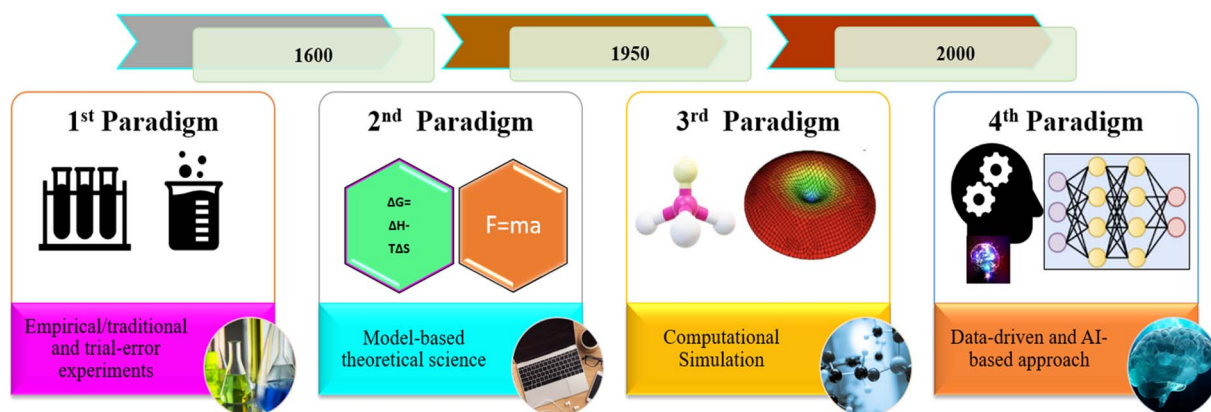 1600
1950
2000
1st Paradigm
2nd Paradigm
3rd Paradigm
4th Paradigm
ΔG=
ΔH-
TΔS
F=ma
Empirical/traditional
and trial-error
experiments
Model-based
theoretical science
Computational
Simulation
Data-driven and AI-
based approach